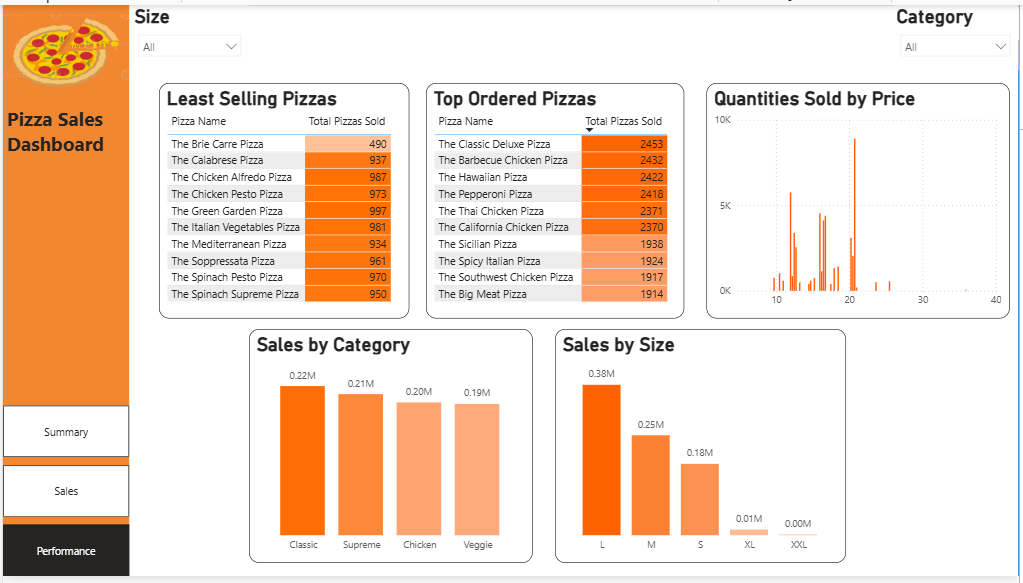 Size
Category
All
All
Pizza Sales
Dashboard
Least Selling Pizzas
Pizza Name Total Pizzas Sold
The Brie Carre Pizza 490
The Calabrese Pizza 937
The Chicken Alfredo Pizza 987
The Chicken Pesto Pizza 973
The Green Garden Pizza 997
The Italian Vegetables Pizza 981
The Mediterranean Pizza 934
The Soppressata Pizza 961
The Spinach Pesto Pizza 970
The Spinach Supreme Pizza 950
Top Ordered Pizzas
Pizza Name Total Pizzas Sold
The Classic Deluxe Pizza 2453
The Barbecue Chicken Pizza 2432
The Hawaiian Pizza 2422
The Pepperoni Pizza 2418
The Thai Chicken Pizza 2371
The California Chicken Pizza 2370
The Sicilian Pizza 1938
The Spicy Italian Pizza 1924
The Southwest Chicken Pizza 1917
The Big Meat Pizza 1914
Quantities Sold by Price
10K
5K
0K
10 20 30 40
Sales by Category
0.22M 0.21M 0.20M 0.19M
Classic Supreme Chicken Veggie
Sales by Size
0.38M
0.25M
0.18M
0.01M 0.00M
L M S XL XXL
Summary
Sales
Performance